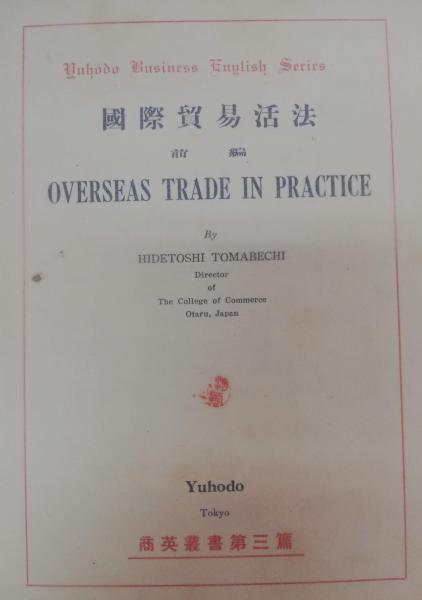 Yuhodo Business English Series
國際貿易活法
前編
OVERSEAS TRADE IN PRACTICE
By
HIDETOSHI TOMABECHI
Director
of
The College of Commerce
Otaru, Japan
Yuhodo
Tokyo
商英叢書第三篇